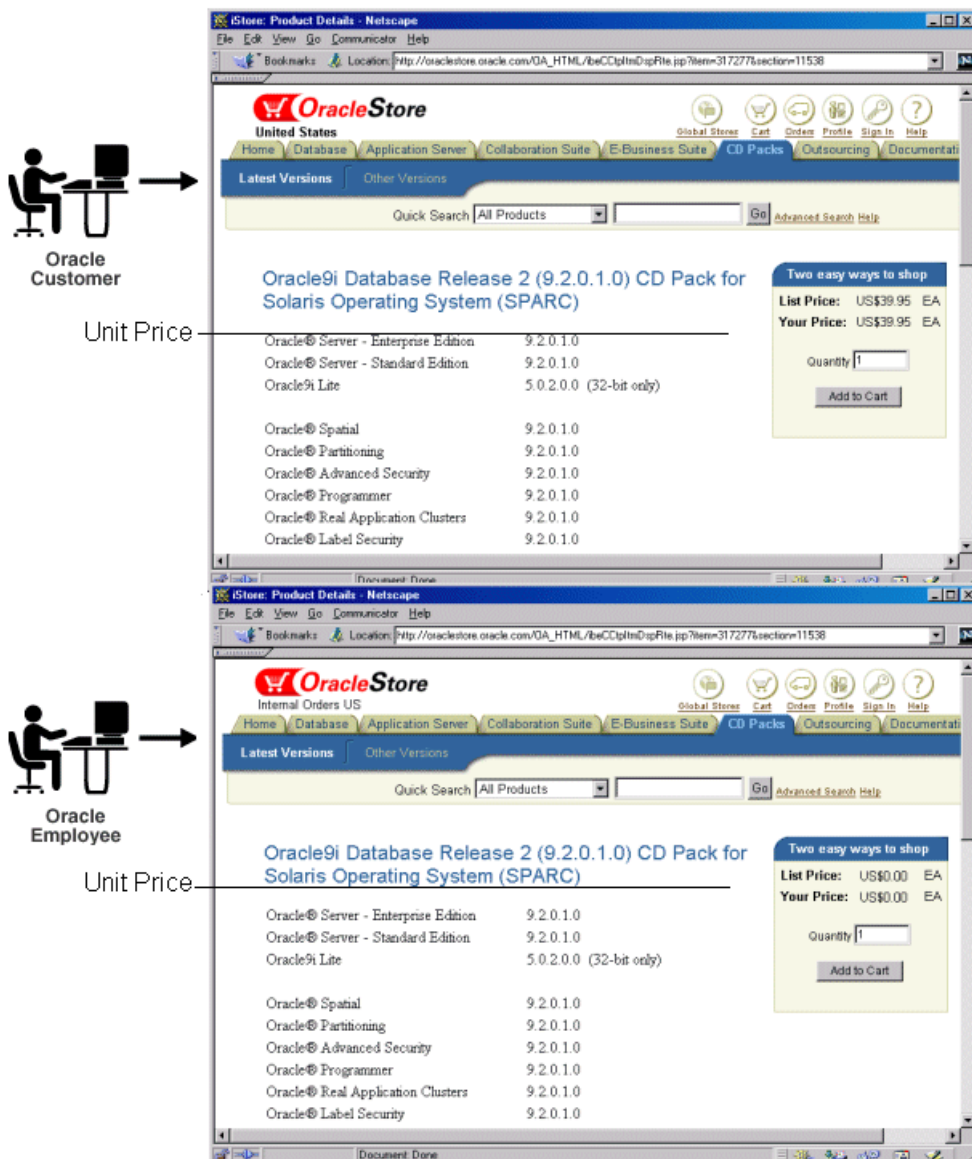 iStore: Product Details - Netscape
File Edit View Go Communicator Help
Bookmarks Location: http://oraclestore.oracle.com/OA_HTML/ibeCCtpItmDspRte.jsp?item=317277&section=11538
OracleStore
United States
Global Stores Cart Orders Profile Sign In Help
Home Database Application Server Collaboration Suite E-Business Suite CD Packs Outsourcing Documentati
Latest Versions Other Versions
Quick Search All Products Go Advanced Search Help
Oracle Customer
Oracle9i Database Release 2 (9.2.0.1.0) CD Pack for
Solaris Operating System (SPARC)
Two easy ways to shop
List Price: US$39.95 EA
Your Price: US$39.95 EA
Quantity 1
Add to Cart
Unit Price
Oracle® Server - Enterprise Edition 9.2.0.1.0
Oracle® Server - Standard Edition 9.2.0.1.0
Oracle9i Lite 5.0.2.0.0 (32-bit only)
Oracle® Spatial 9.2.0.1.0
Oracle® Partitioning 9.2.0.1.0
Oracle® Advanced Security 9.2.0.1.0
Oracle® Programmer 9.2.0.1.0
Oracle® Real Application Clusters 9.2.0.1.0
Oracle® Label Security 9.2.0.1.0
Document: Done
iStore: Product Details - Netscape
File Edit View Go Communicator Help
Bookmarks Location: http://oraclestore.oracle.com/OA_HTML/ibeCCtpItmDspRte.jsp?item=317277&section=11538
OracleStore
Internal Orders US
Global Stores Cart Orders Profile Sign In Help
Home Database Application Server Collaboration Suite E-Business Suite CD Packs Outsourcing Documentati
Latest Versions Other Versions
Quick Search All Products Go Advanced Search Help
Oracle Employee
Oracle9i Database Release 2 (9.2.0.1.0) CD Pack for
Solaris Operating System (SPARC)
Two easy ways to shop
List Price: US$0.00 EA
Your Price: US$0.00 EA
Quantity 1
Add to Cart
Unit Price
Oracle® Server - Enterprise Edition 9.2.0.1.0
Oracle® Server - Standard Edition 9.2.0.1.0
Oracle9i Lite 5.0.2.0.0 (32-bit only)
Oracle® Spatial 9.2.0.1.0
Oracle® Partitioning 9.2.0.1.0
Oracle® Advanced Security 9.2.0.1.0
Oracle® Programmer 9.2.0.1.0
Oracle® Real Application Clusters 9.2.0.1.0
Oracle® Label Security 9.2.0.1.0
Document: Done